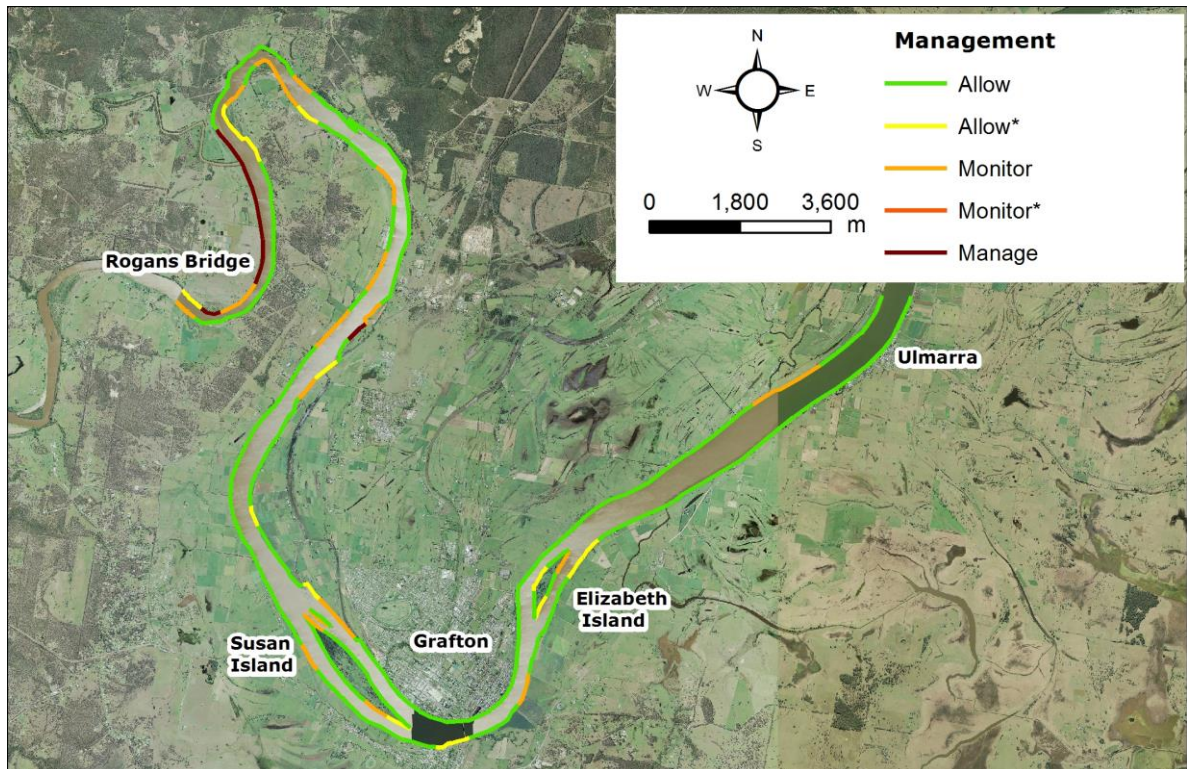 Management
N
W
E
S
Allow
Allow*
Monitor
Monitor*
Manage
0
1,800
3,600
m
Rogans Bridge
Ulmarra
Elizabeth
Island
Grafton
Susan
Island